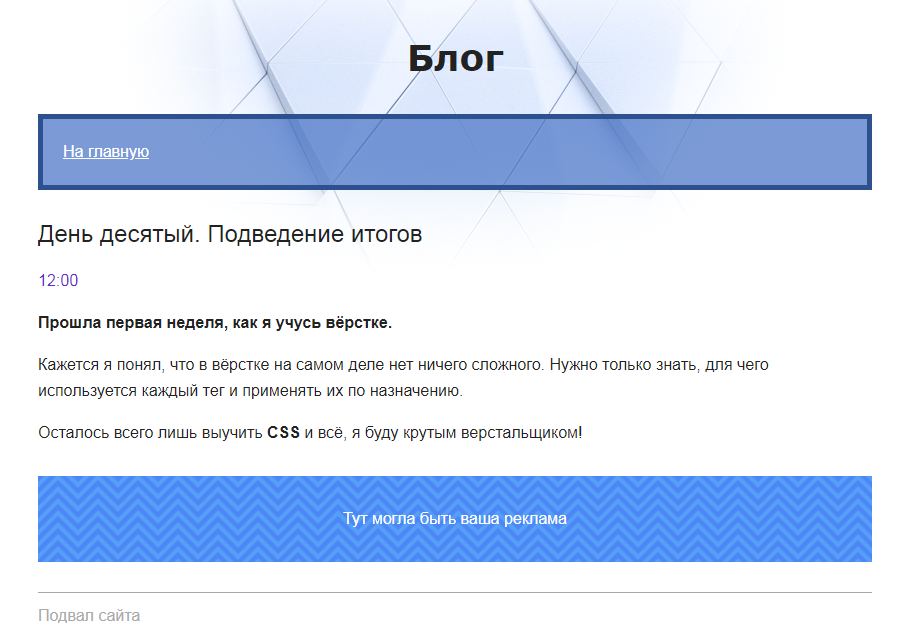 Блог
На главную
День десятый. Подведение итогов
12:00
Прошла первая неделя, как я учусь вёрстке.
Кажется я понял, что в вёрстке на самом деле нет ничего сложного. Нужно только знать, для чего
используется каждый тег и применять их по назначению.
Осталось всего лишь выучить CSS и всё, я буду крутым верстальщиком!
Тут могла быть ваша реклама
Подвал сайта